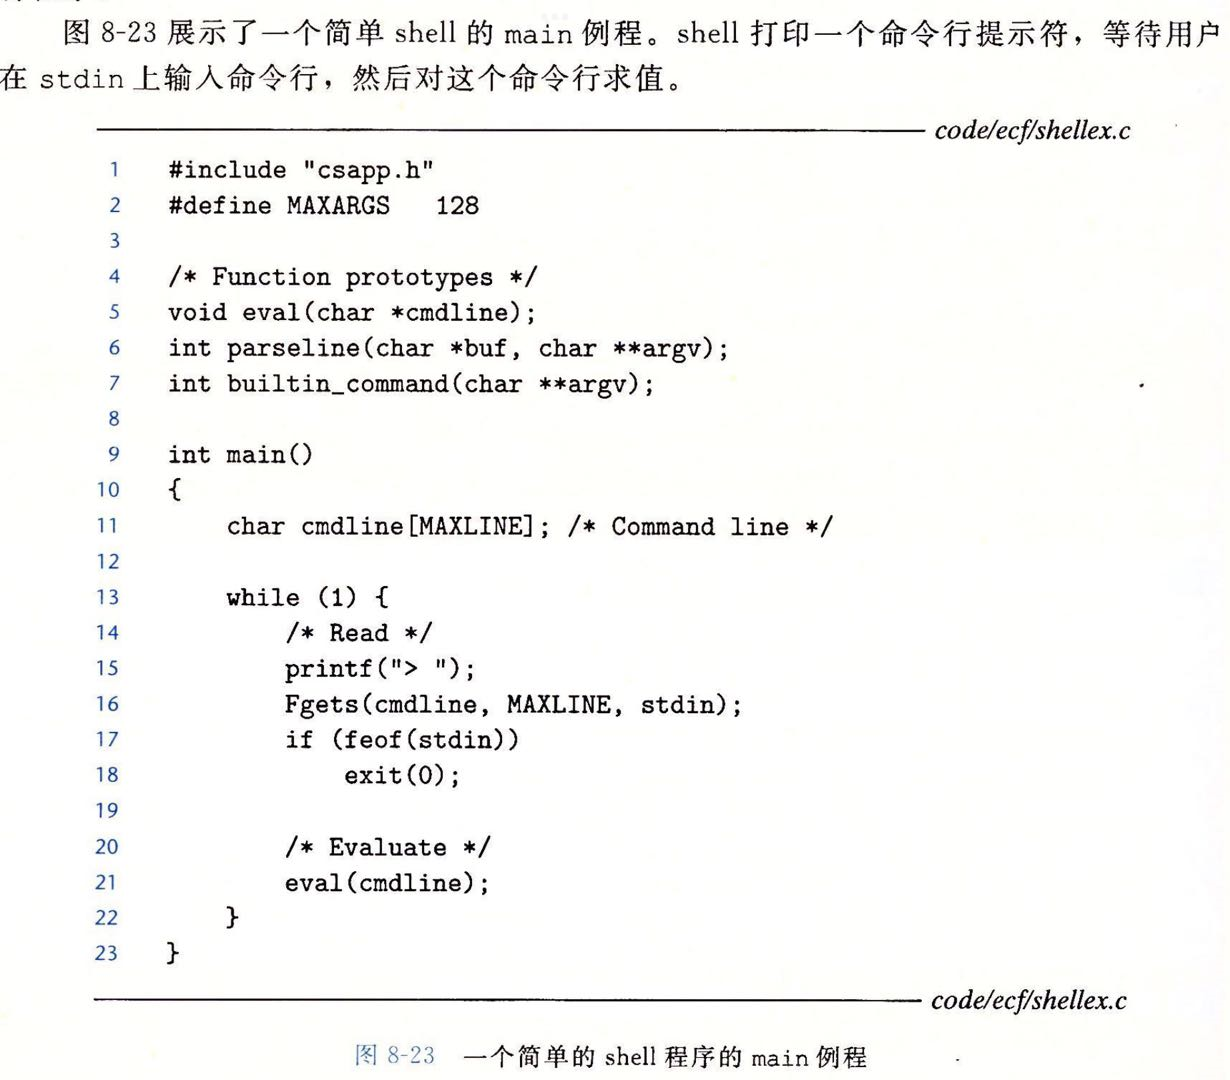 图 8-23 展示了一个简单 shell 的 main 例程。shell 打印一个命令行提示符，等待用户
在 stdin 上输入命令行，然后对这个命令行求值。
code/ecf/shellex.c
1 #include "csapp.h"
2 #define MAXARGS 128
3
4 /* Function prototypes */
5 void eval(char *cmdline);
6 int parseline(char *buf, char **argv);
7 int builtin_command(char **argv);
8
9 int main()
10 {
11 char cmdline[MAXLINE]; /* Command line */
12
13 while (1) {
14 /* Read */
15 printf("> ");
16 Fgets(cmdline, MAXLINE, stdin);
17 if (feof(stdin))
18 exit(0);
19
20 /* Evaluate */
21 eval(cmdline);
22 }
23 }
code/ecf/shellex.c
图 8-23 一个简单的 shell 程序的 main 例程